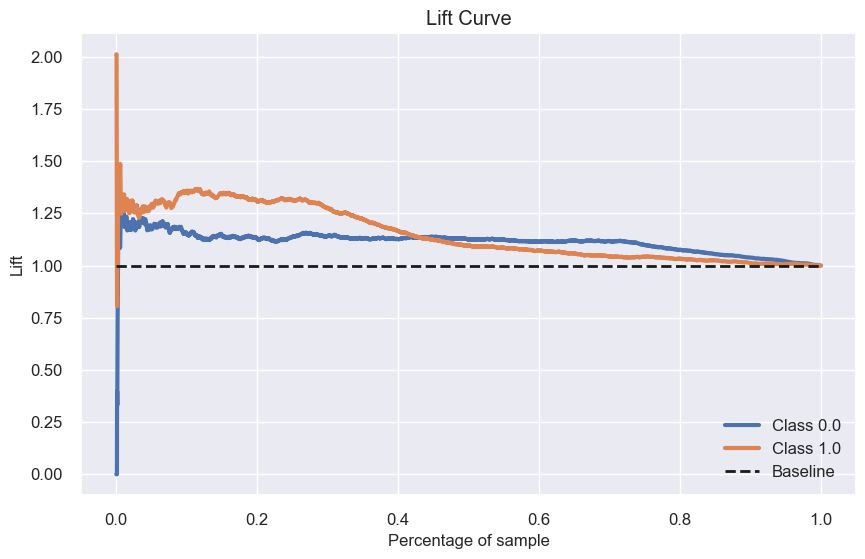 Lift Curve
Lift
2.00
1.75
1.50
1.25
1.00
0.75
0.50
0.25
0.00
Class 0.0
Class 1.0
Baseline
0.0 0.2 0.4 0.6 0.8 1.0
Percentage of sample